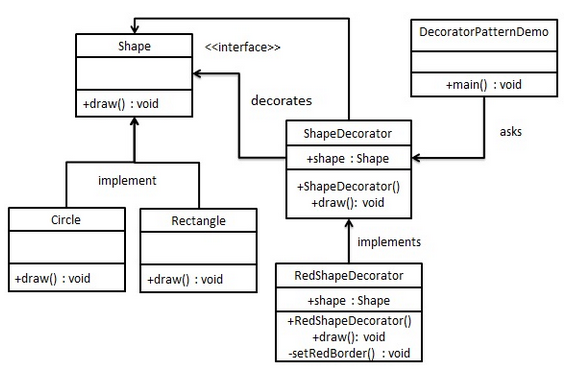 Shape
+draw() : void
<<interface>>
DecoratorPatternDemo
+main() : void
decorates
asks
ShapeDecorator
+shape : Shape
+ShapeDecorator()
+draw(): void
implement
Circle
+draw() : void
Rectangle
+draw() : void
implements
RedShapeDecorator
+shape : Shape
+RedShapeDecorator()
+draw(): void
-setRedBorder() : void